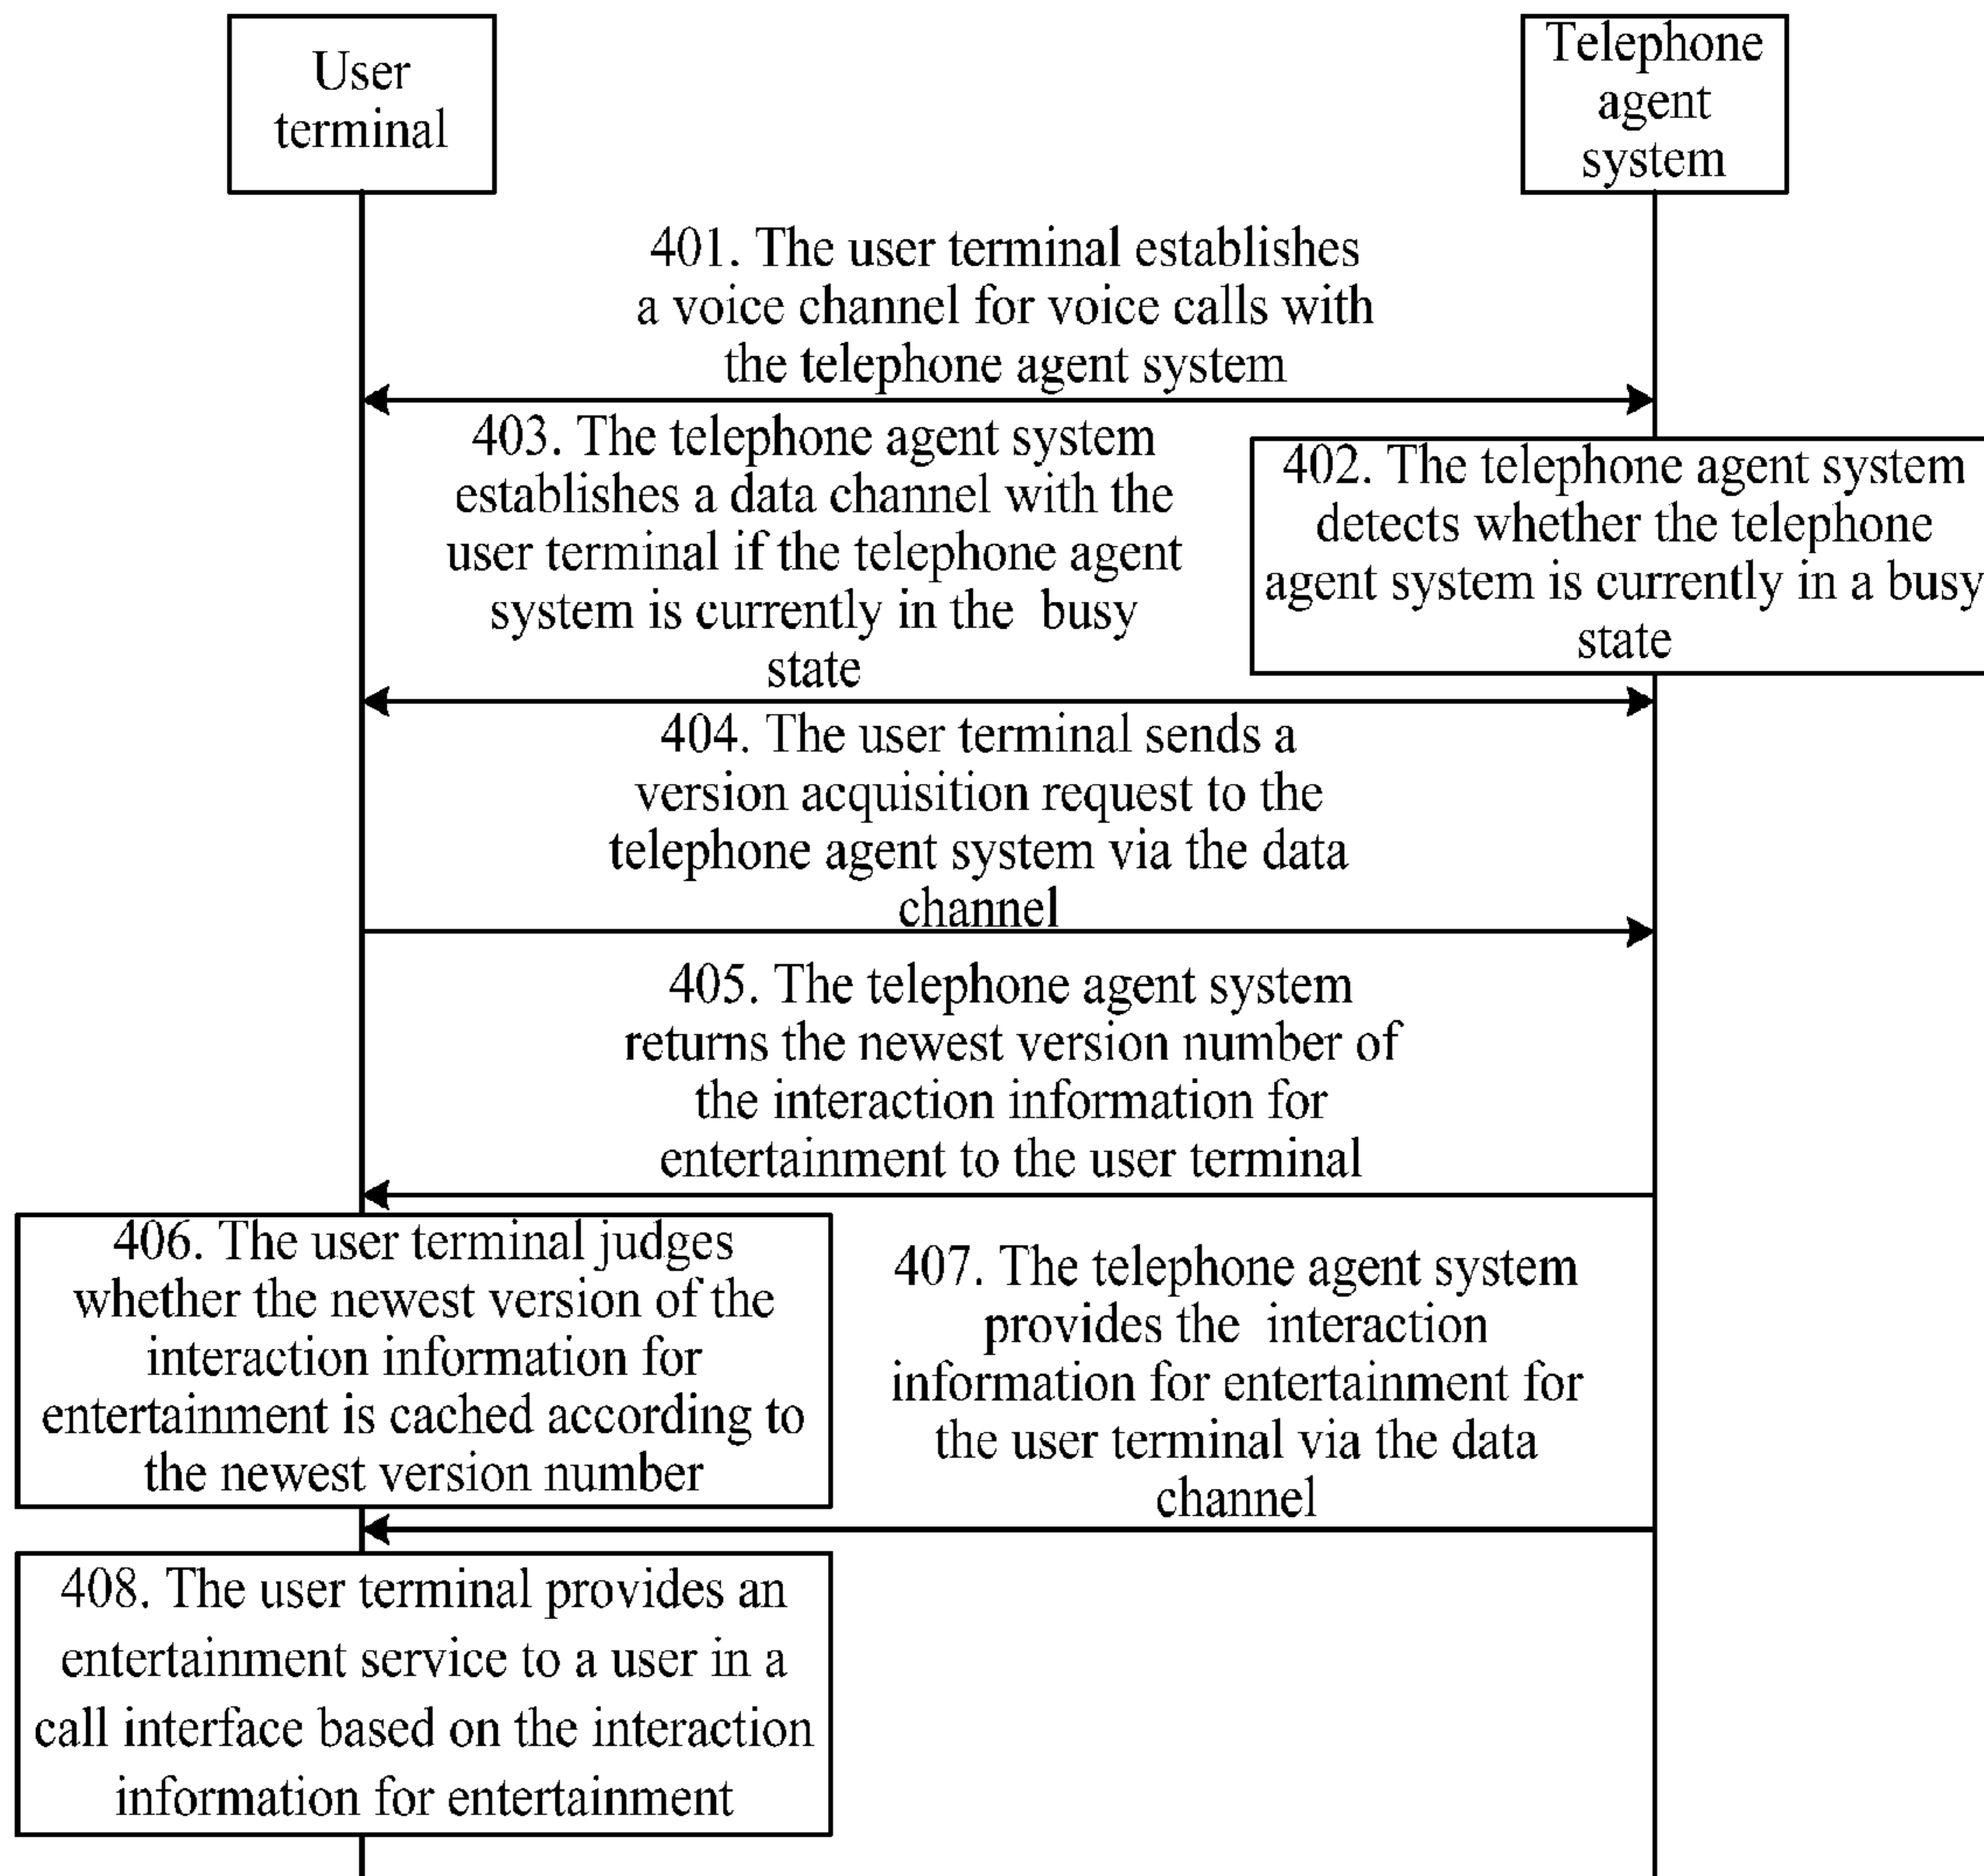 User
terminal
Telephone
agent
system
401. The user terminal establishes
a voice channel for voice calls with
the telephone agent system
402. The telephone agent system
detects whether the telephone
agent system is currently in a busy
state
403. The telephone agent system
establishes a data channel with the
user terminal if the telephone agent
system is currently in the busy
state
404. The user terminal sends a
version acquisition request to the
telephone agent system via the data
channel
405. The telephone agent system
returns the newest version number of
the interaction information for
entertainment to the user terminal
406. The user terminal judges
whether the newest version of the
interaction information for
entertainment is cached according to
the newest version number
407. The telephone agent system
provides the interaction
information for entertainment for
the user terminal via the data
channel
408. The user terminal provides an
entertainment service to a user in a
call interface based on the interaction
information for entertainment